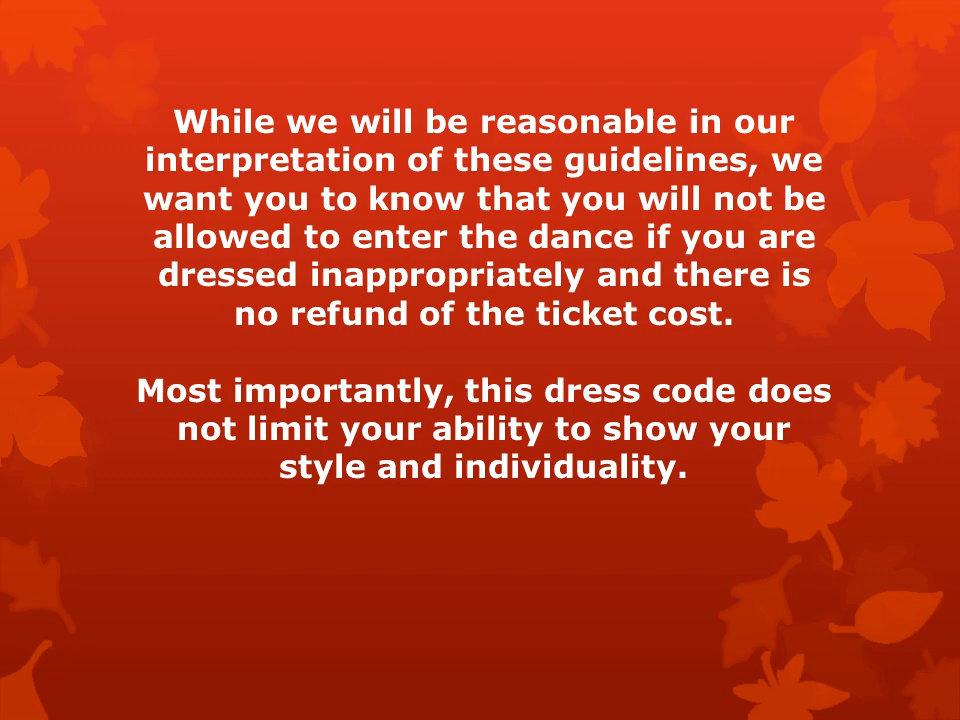 While we will be reasonable in our
interpretation of these guidelines, we
want you to know that you will not be
allowed to enter the dance if you are
dressed inappropriately and there is
no refund of the ticket cost.
Most importantly, this dress code does
not limit your ability to show your
style and individuality.